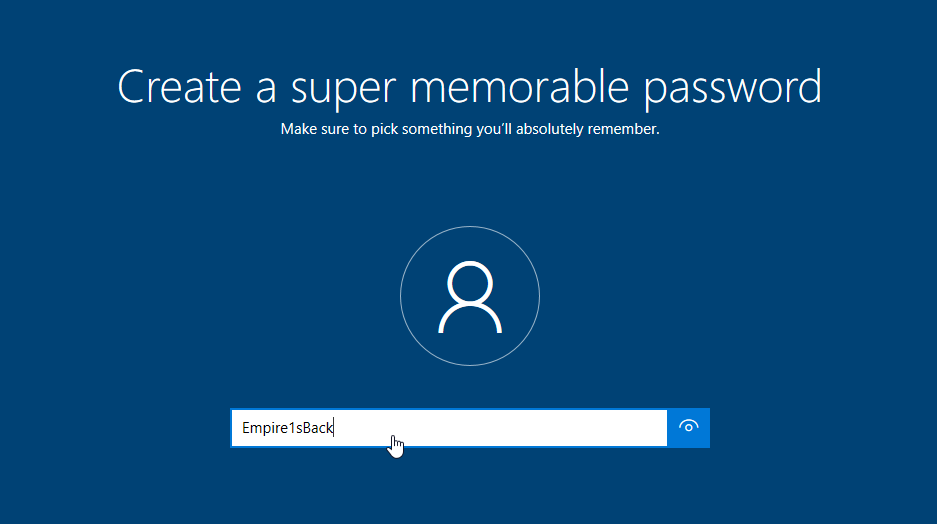 Create a super memorable password
Make sure to pick something you'll absolutely remember.
Empire1sBack